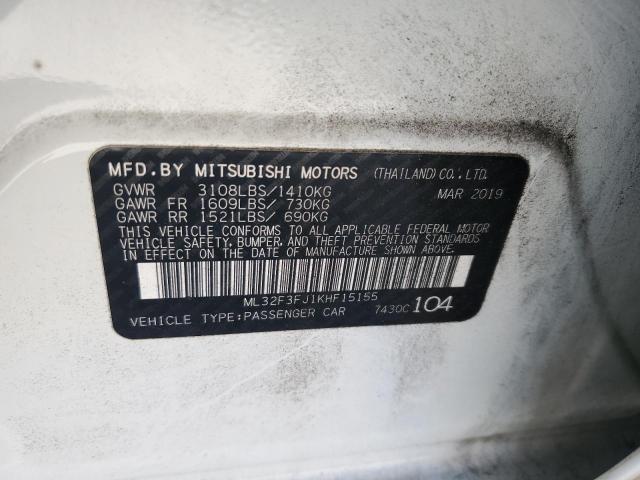 MFD.BY MITSUBISHI MOTORS (THAILAND) CO., LTD.
GVWR 3108LBS/1410KG MAR 2019
GAWR FR 1609LBS/ 730KG
GAWR RR 1521LBS/ 690KG
THIS VEHICLE CONFORMS TO ALL APPLICABLE FEDERAL MOTOR
VEHICLE SAFETY, BUMPER, AND THEFT PREVENTION STANDARDS
IN EFFECT ON THE DATE OF MANUFACTURE SHOWN ABOVE.
ML32F3FJ1KHF15155
VEHICLE TYPE:PASSENGER CAR 7430C 104